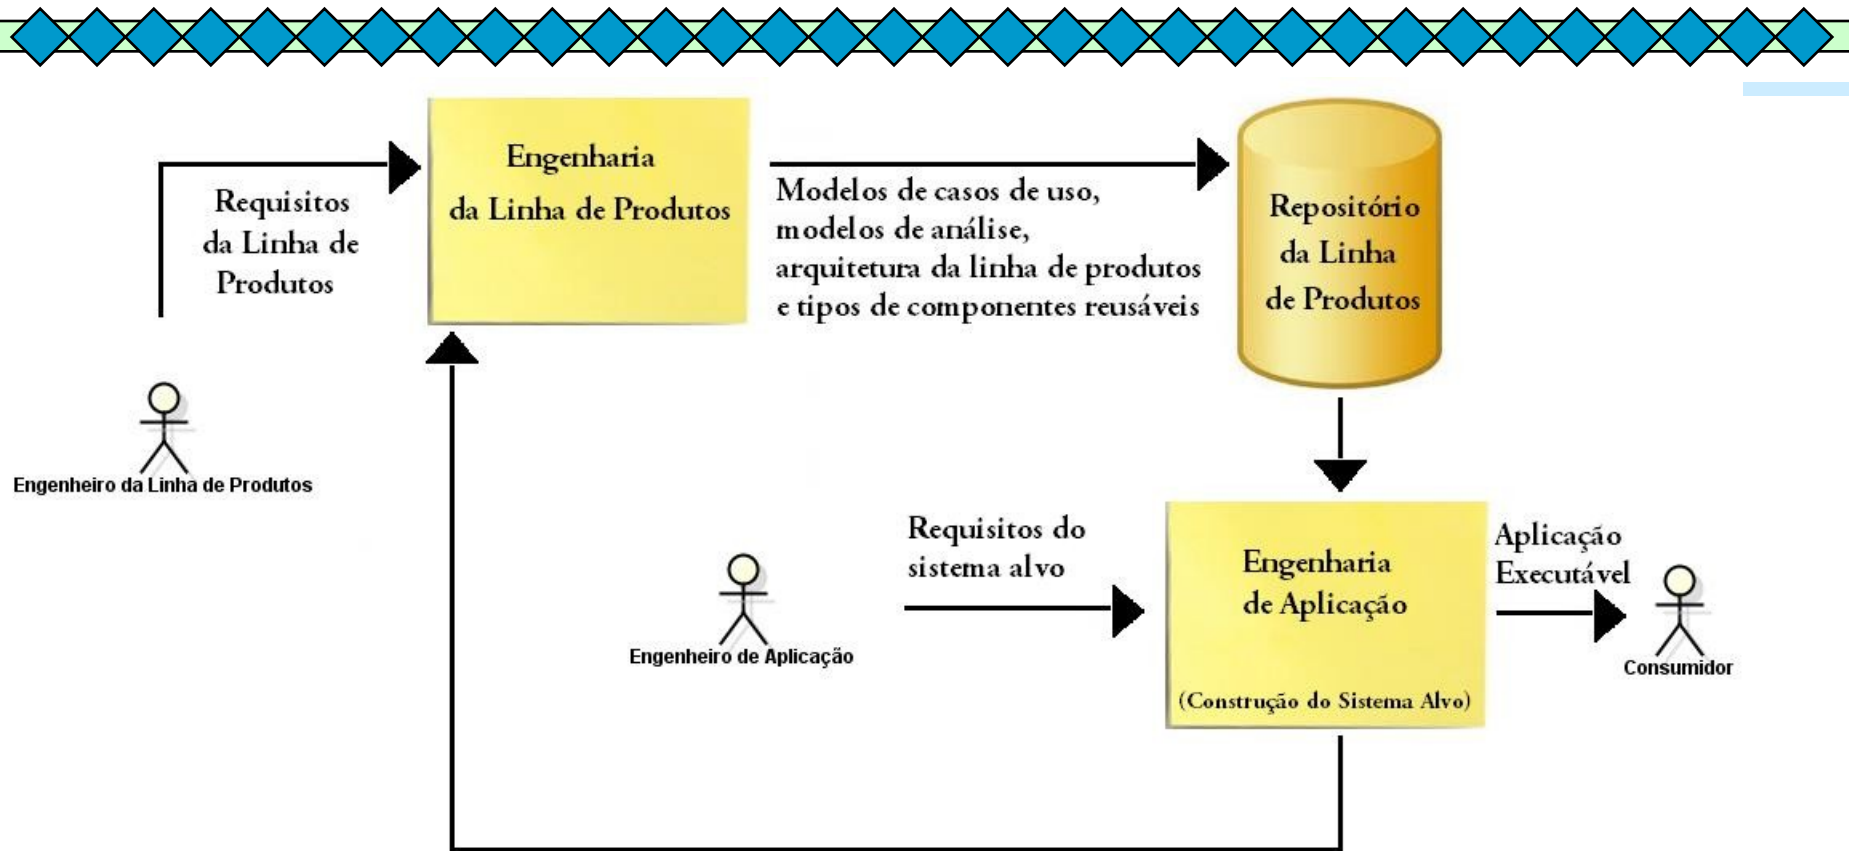 Requisitos
da Linha de
Produtos
Engenharia
da Linha de Produtos
Modelos de casos de uso,
modelos de análise,
arquitetura da linha de produtos
e tipos de componentes reusáveis
Repositório
da Linha
de Produtos
Engenheiro da Linha de Produtos
Engenheiro de Aplicação
Requisitos do
sistema alvo
Engenharia
de Aplicação
(Construção do Sistema Alvo)
Aplicação
Executável
Consumidor